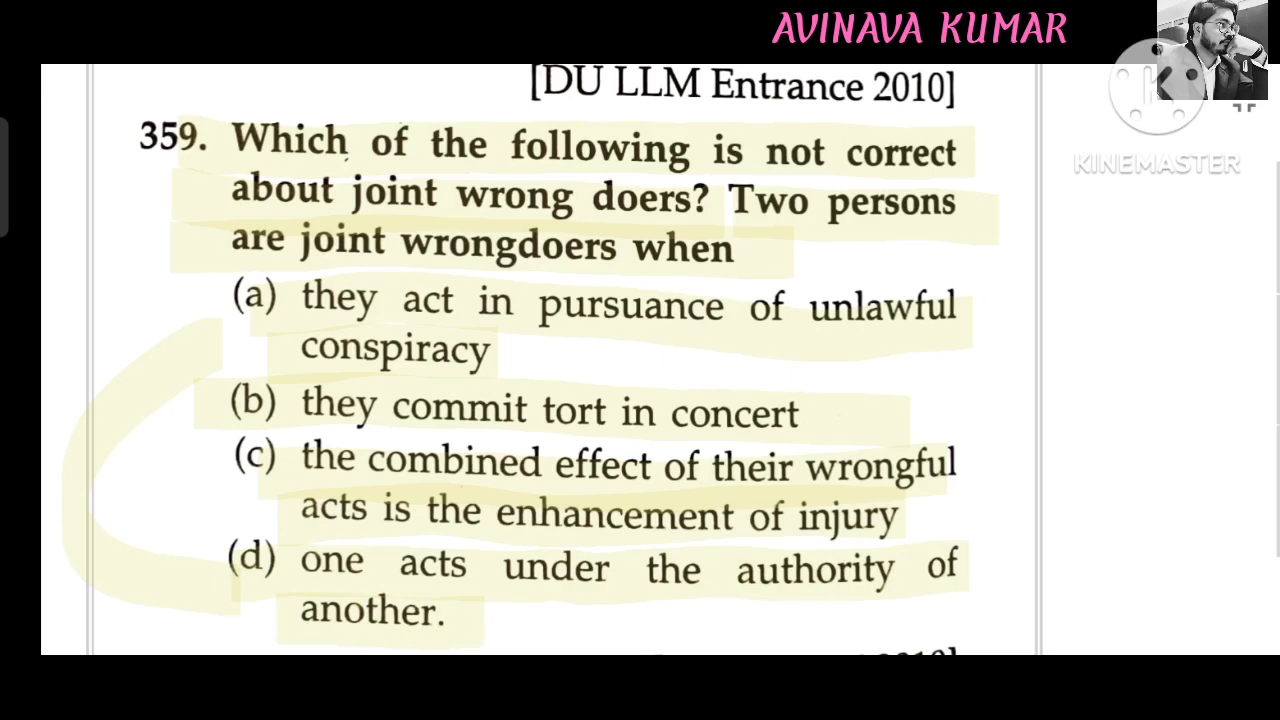 AVINAVA KUMAR
[DU LLM Entrance 2010]
KINEMASTER
359. Which of the following is not correct
about joint wrong doers? Two persons
are joint wrongdoers when
(a) they act in pursuance of unlawful
conspiracy
(b) they commit tort in concert
(c) the combined effect of their wrongful
acts is the enhancement of injury
(d) one acts under the authority of
another.